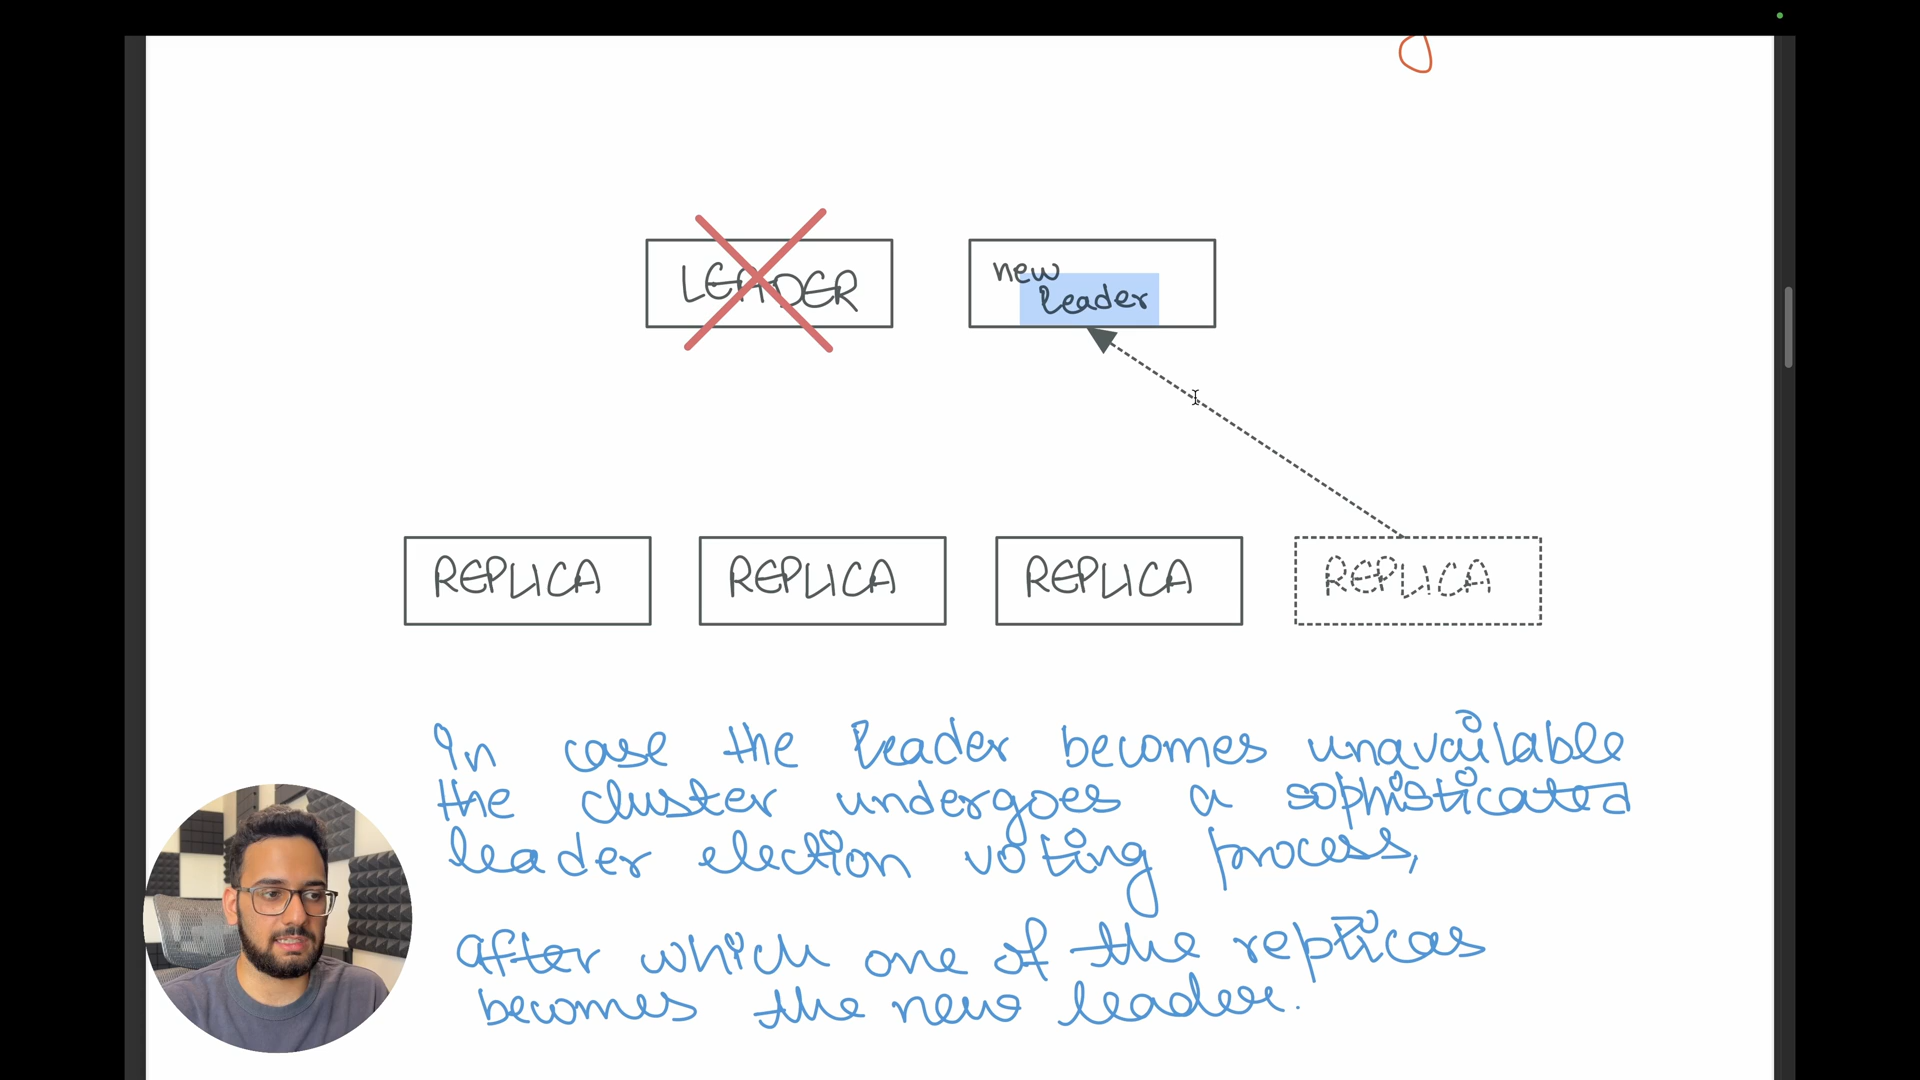 LEADER
new
leader
REPLICA REPLICA REPLICA REPLICA
In case the leader becomes unavailable
the cluster undergoes a sophisticated
leader election voting process,
after which one of the replicas
becomes the new leader.